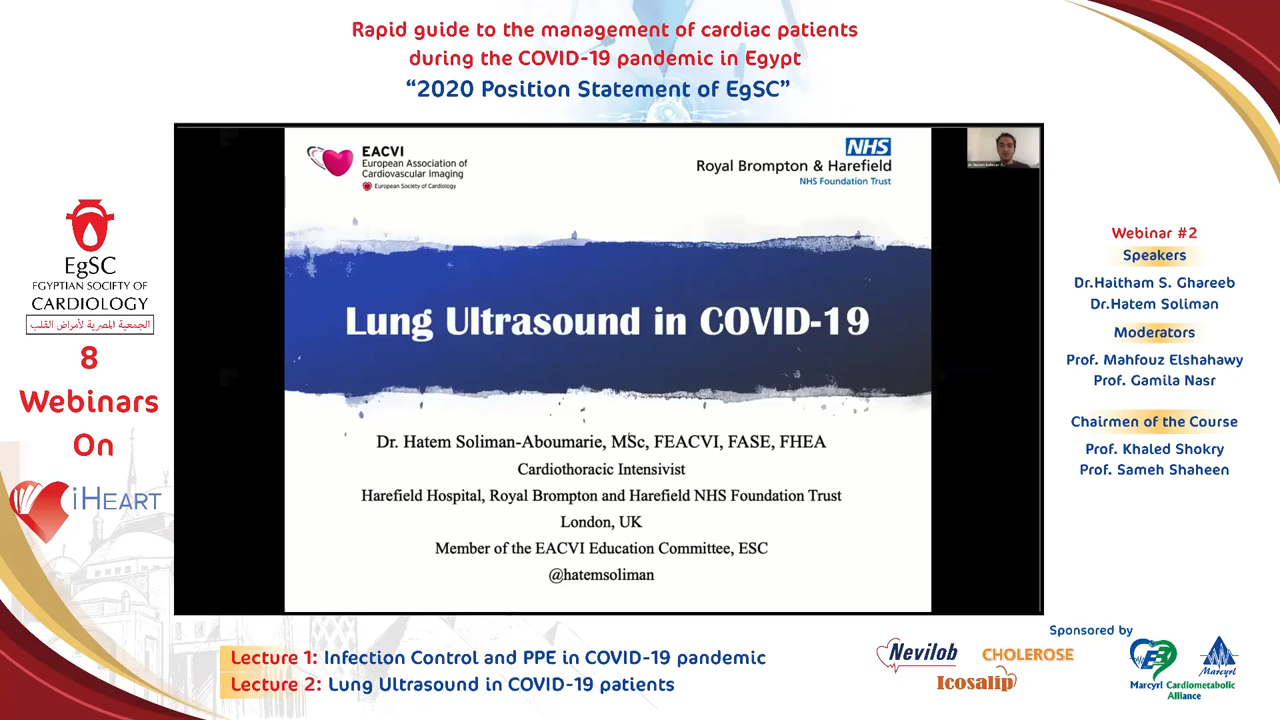 Rapid guide to the management of cardiac patients
during the COVID-19 pandemic in Egypt
“2020 Position Statement of EgSC”
EgSC
EGYPTIAN SOCIETY OF
CARDIOLOGY
الجمعية المصرية لأمراض القلب
8
Webinars
On
iHEART
EACVI
European Association of
Cardiovascular Imaging
European Society of Cardiology
NHS
Royal Brompton & Harefield
NHS Foundation Trust
Lung Ultrasound in COVID-19
Dr. Hatem Soliman-Aboumarie, MSc, FEACVI, FASE, FHEA
Cardiothoracic Intensivist
Harefield Hospital, Royal Brompton and Harefield NHS Foundation Trust
London, UK
Member of the EACVI Education Committee, ESC
@hatemsoliman
Webinar #2
Speakers
Dr.Haitham S. Ghareeb
Dr.Hatem Soliman
Moderators
Prof. Mahfouz Elshahawy
Prof. Gamila Nasr
Chairmen of the Course
Prof. Khaled Shokry
Prof. Sameh Shaheen
Lecture 1: Infection Control and PPE in COVID-19 pandemic
Lecture 2: Lung Ultrasound in COVID-19 patients
Sponsored by
Nevilob
CHOLEROSE
Icosalip
Marcyrl Cardiometabolic
Alliance
Marcyrl